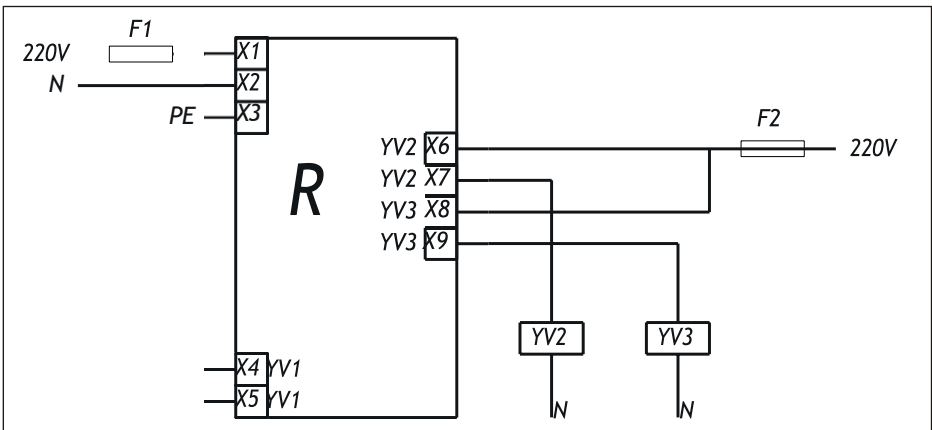 F1
220V
X1
N
X2
PE
X3
R
YV2 X6
YV2 X7
YV3 X8
YV3 X9
F2
220V
YV2
YV3
X4 YV1
X5 YV1
N
N